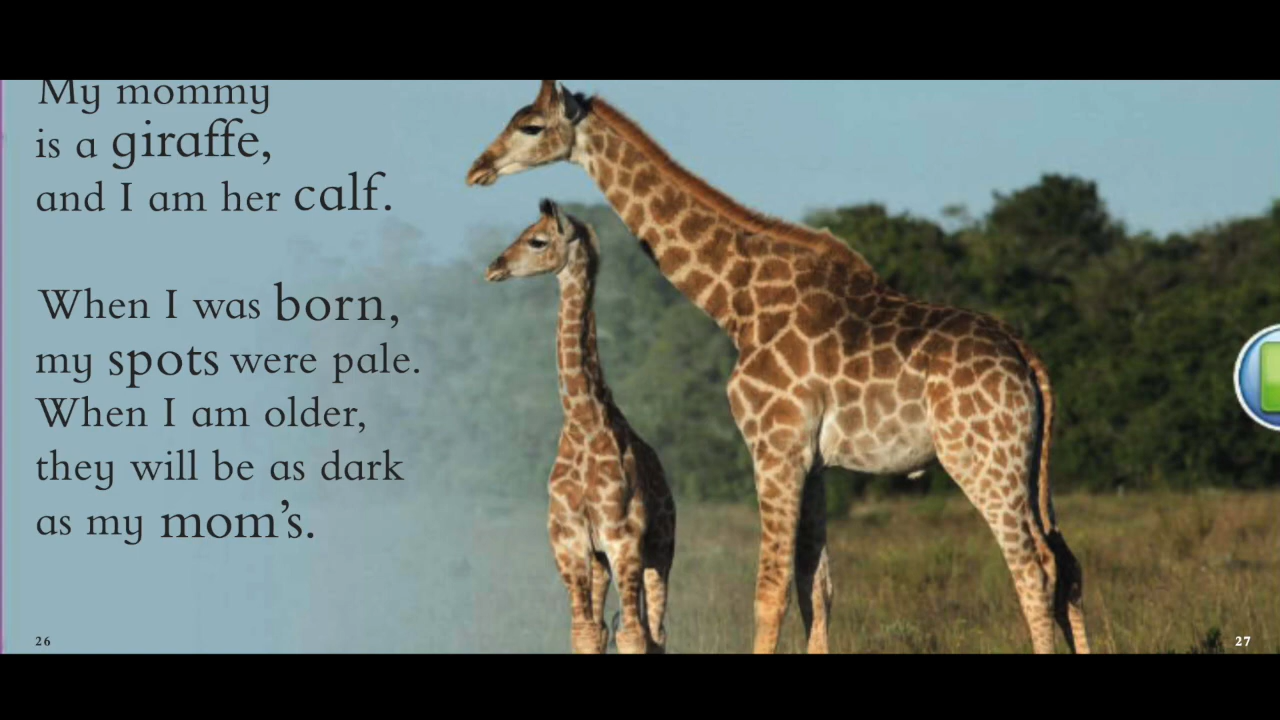 My mommy
is a giraffe,
and I am her calf.
When I was born,
my spots were pale.
When I am older,
they will be as dark
as my mom's.
26
27